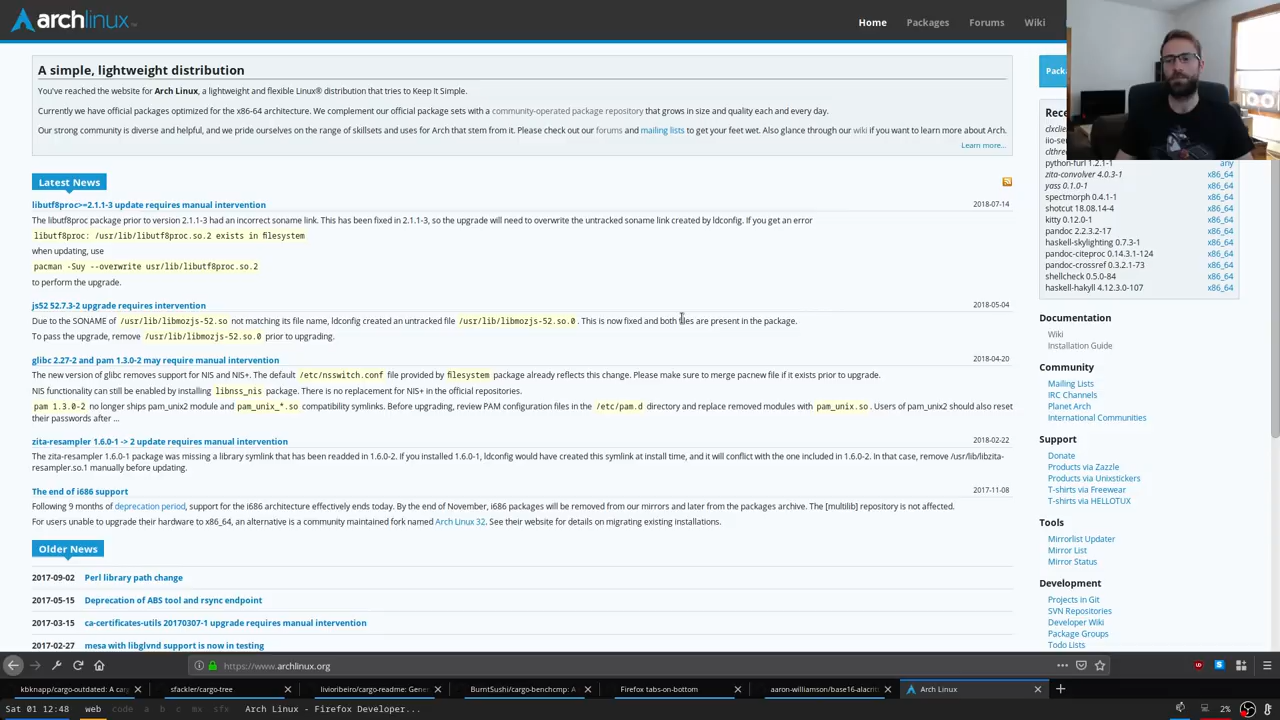 archlinux
Home
Packages
Forums
Wiki
A simple, lightweight distribution
You've reached the website for Arch Linux, a lightweight and flexible Linux® distribution that tries to Keep It Simple.
Currently we have official packages optimized for the x86-64 architecture. We complement our official package sets with a community-operated package repository that grows in size and quality each and every day.
Our strong community is diverse and helpful, and we pride ourselves on the range of skillsets and uses for Arch that stem from it. Please check out our forums and mailing lists to get your feet wet. Also glance through our wiki if you want to learn more about Arch.
Learn more...
Latest News
libutf8proc>=2.1.1-3 update requires manual intervention
2018-07-14
The libutf8proc package prior to version 2.1.1-3 had an incorrect soname link. This has been fixed in 2.1.1-3, so the upgrade will need to overwrite the untracked soname link created by ldconfig. If you get an error
libutf8proc: /usr/lib/libutf8proc.so.2 exists in filesystem
when updating, use
pacman -Suy --overwrite usr/lib/libutf8proc.so.2
to perform the upgrade.
js52 52.7.3-2 upgrade requires intervention
2018-05-04
Due to the SONAME of /usr/lib/libmozjs-52.so not matching its file name, ldconfig created an untracked file /usr/lib/libmozjs-52.so.0. This is now fixed and both files are present in the package.
To pass the upgrade, remove /usr/lib/libmozjs-52.so.0 prior to upgrading.
glibc 2.27-2 and pam 1.3.0-2 may require manual intervention
2018-04-20
The new version of glibc removes support for NIS and NIS+. The default /etc/nsswitch.conf file provided by filesystem package already reflects this change. Please make sure to merge pacnew file if it exists prior to upgrade.
NIS functionality can still be enabled by installing libnss_nis package. There is no replacement for NIS+ in the official repositories.
pam 1.3.0-2 no longer ships pam_unix2 module and pam_unix_*.so compatibility symlinks. Before upgrading, review PAM configuration files in the /etc/pam.d directory and replace removed modules with pam_unix.so. Users of pam_unix2 should also reset
their passwords after ...
zita-resampler 1.6.0-1 -> 2 update requires manual intervention
2018-02-22
The zita-resampler 1.6.0-1 package was missing a library symlink that has been readded in 1.6.0-2. If you installed 1.6.0-1, ldconfig would have created this symlink at install time, and it will conflict with the one included in 1.6.0-2. In that case, remove /usr/lib/libzita-
resampler.so.1 manually before updating.
The end of i686 support
2017-11-08
Following 9 months of deprecation period, support for the i686 architecture effectively ends today. By the end of November, i686 packages will be removed from our mirrors and later from the packages archive. The [multilib] repository is not affected.
For users unable to upgrade their hardware to x86_64, an alternative is a community maintained fork named Arch Linux 32. See their website for details on migrating existing installations.
Older News
2017-09-02 Perl library path change
2017-05-15 Deprecation of ABS tool and rsync endpoint
2017-03-15 ca-certificates-utils 20170307-1 upgrade requires manual intervention
2017-02-27 mesa with libglvnd support is now in testing
python-furl 1.2.1-1 any
zita-convolver 4.0.3-1 x86_64
yass 0.1.0-1 x86_64
spectmorph 0.4.1-1 x86_64
shotcut 18.08.14-4 x86_64
kitty 0.12.0-1 x86_64
pandoc 2.2.3.2-17 x86_64
haskell-skylighting 0.7.3-1 x86_64
pandoc-citeproc 0.14.3.1-124 x86_64
pandoc-crossref 0.3.2.1-73 x86_64
shellcheck 0.5.0-84 x86_64
haskell-hakyll 4.12.3.0-107 x86_64
Documentation
Wiki
Installation Guide
Community
Mailing Lists
IRC Channels
Planet Arch
International Communities
Support
Donate
Products via Zazzle
Products via Unixstickers
T-shirts via Freewear
T-shirts via HELLOTUX
Tools
Mirrorlist Updater
Mirror List
Mirror Status
Development
Projects in Git
SVN Repositories
Developer Wiki
Package Groups
Todo Lists
https://www.archlinux.org
kbknapp/cargo-outdated: A car
sfackler/cargo-tree
livioribeiro/cargo-readme: Gene
BurntSushi/cargo-benchcmp: A
Firefox tabs-on-bottom
aaron-williamson/base16-alacrit
Arch Linux
Sat 01 12:48 web code a b c mx sfx Arch Linux - Firefox Developer...
2%